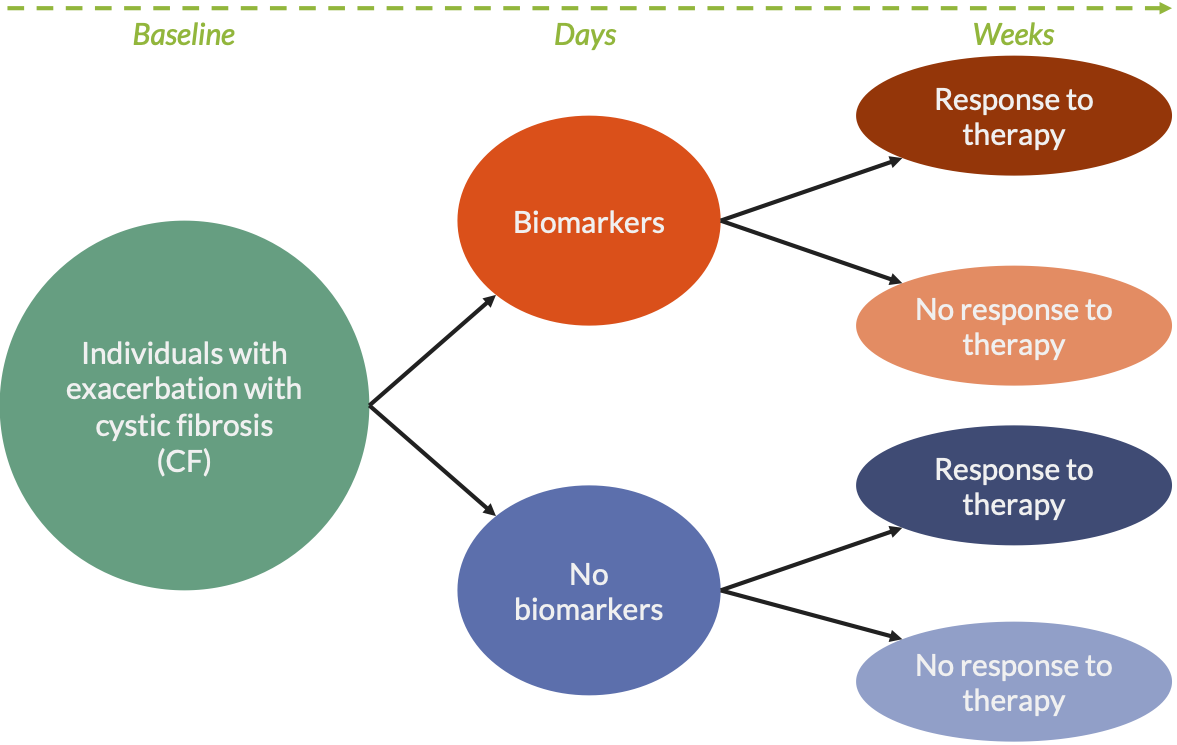 Baseline
Days
Weeks
Response to
therapy
Biomarkers
No response to
therapy
Individuals with
exacerbation with
cystic fibrosis
(CF)
Response to
therapy
No
biomarkers
No response to
therapy